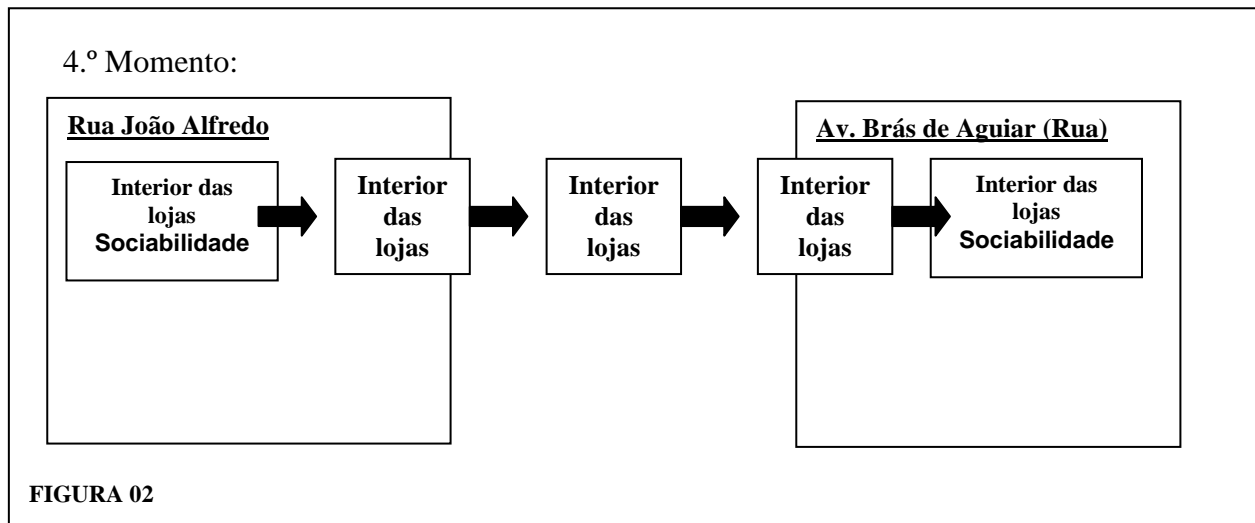 4.º Momento:
Rua João Alfredo
Interior das
lojas
Sociabilidade
Interior
das
lojas
Interior
das
lojas
Av. Brás de Aguiar (Rua)
Interior
das
lojas
Interior das
lojas
Sociabilidade
FIGURA 02